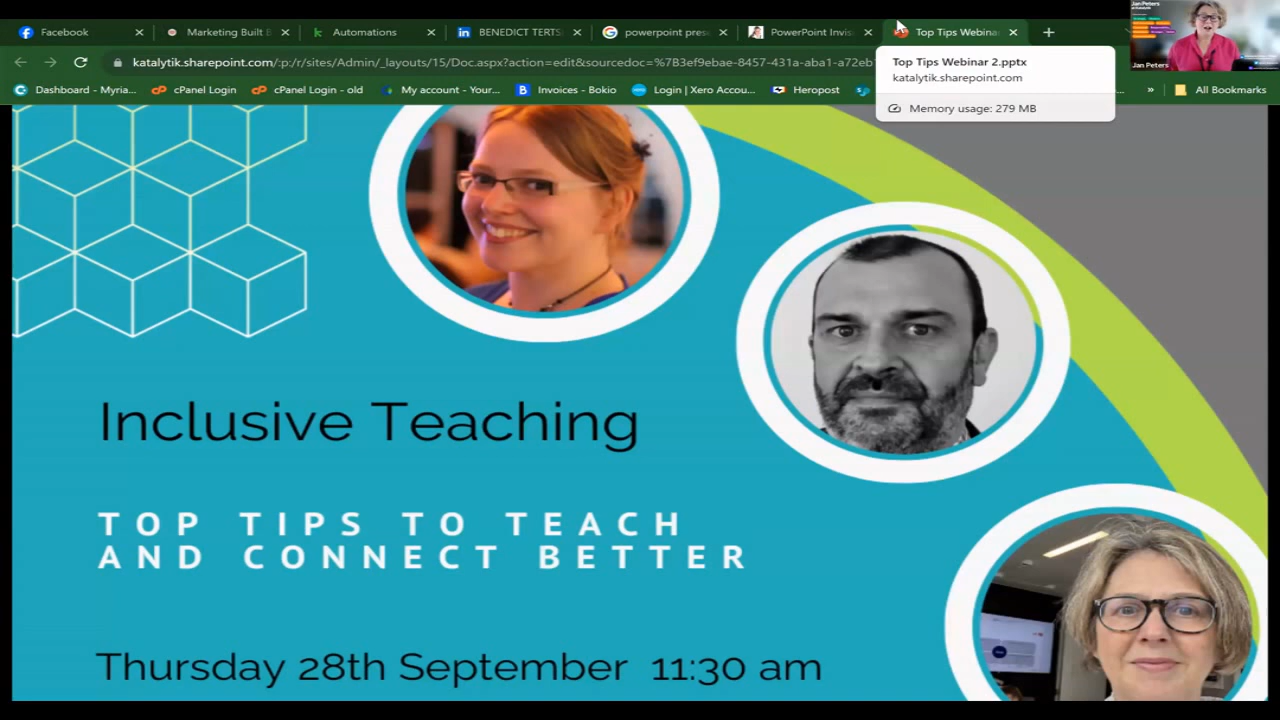 Facebook
Marketing Built B
Automations
BENEDICT TERTS
powerpoint pres
PowerPoint Invis
Top Tips Webinar
katalytik.sharepoint.com/:p:r/sites/Admin/_layouts/15/Doc.aspx?action=edit&sourcedoc=%7B3ef9ebae-8457-431a-aba1-a72eb
Top Tips Webinar 2.pptx
katalytik.sharepoint.com
Memory usage: 279 MB
Dashboard - Myria...
cPanel Login
cPanel Login - old
My account - Your...
Invoices - Bokio
Login | Xero Accou...
Heropost
»
All Bookmarks
Jan Peters
Jan Peters
Inclusive Teaching
TOP TIPS TO TEACH
AND CONNECT BETTER
Thursday 28th September 11:30 am